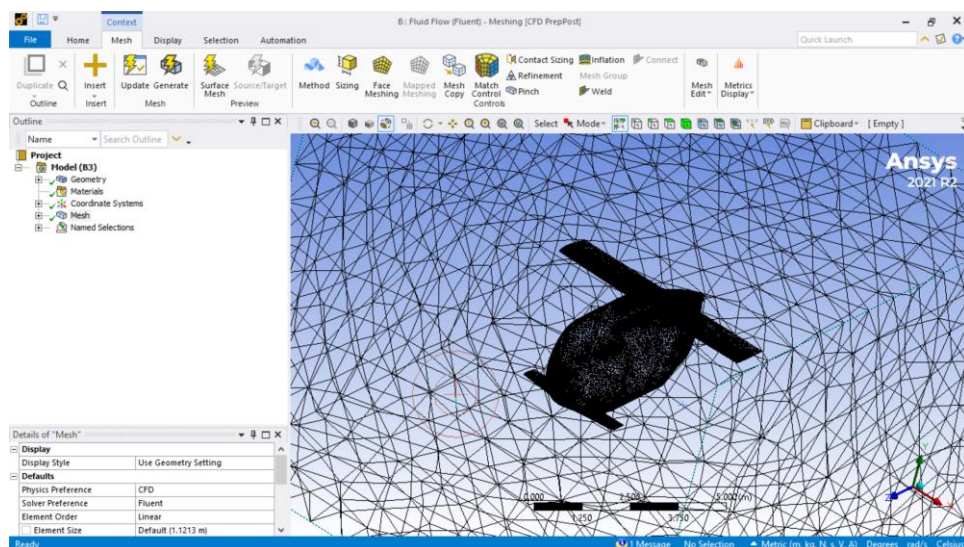 Context
B : Fluid Flow (Fluent) - Meshing [CFD PrepPost]
File Home Mesh Display Selection Automation
Quick Launch
Duplicate Q
Outline
Insert
Insert
Update Generate
Mesh
Surface Mesh
Source/Target
Preview
Method Sizing Face Meshing Mapped Meshing Mesh Copy Match Control
Contact Sizing Inflation Connect
Refinement Mesh Group
Pinch Weld
Controls
Mesh Edit
Metrics Display
Outline
Name Search Outline
Select Mode Clipboard [Empty]
Project
Model (B3)
Geometry
Materials
Coordinate Systems
Mesh
Named Selections
Ansys
2021 R2
Details of "Mesh"
Display
Display Style Use Geometry Setting
Defaults
Physics Preference CFD
Solver Preference Fluent
Element Order Linear
Element Size Default (1.1213 m)
0.000 2.500 5.000 (m)
1.250 3.750
Y
Z X
Ready
1 Message No Selection Metric (m, kg, N, s, V, A) Degrees rad/s Celsius